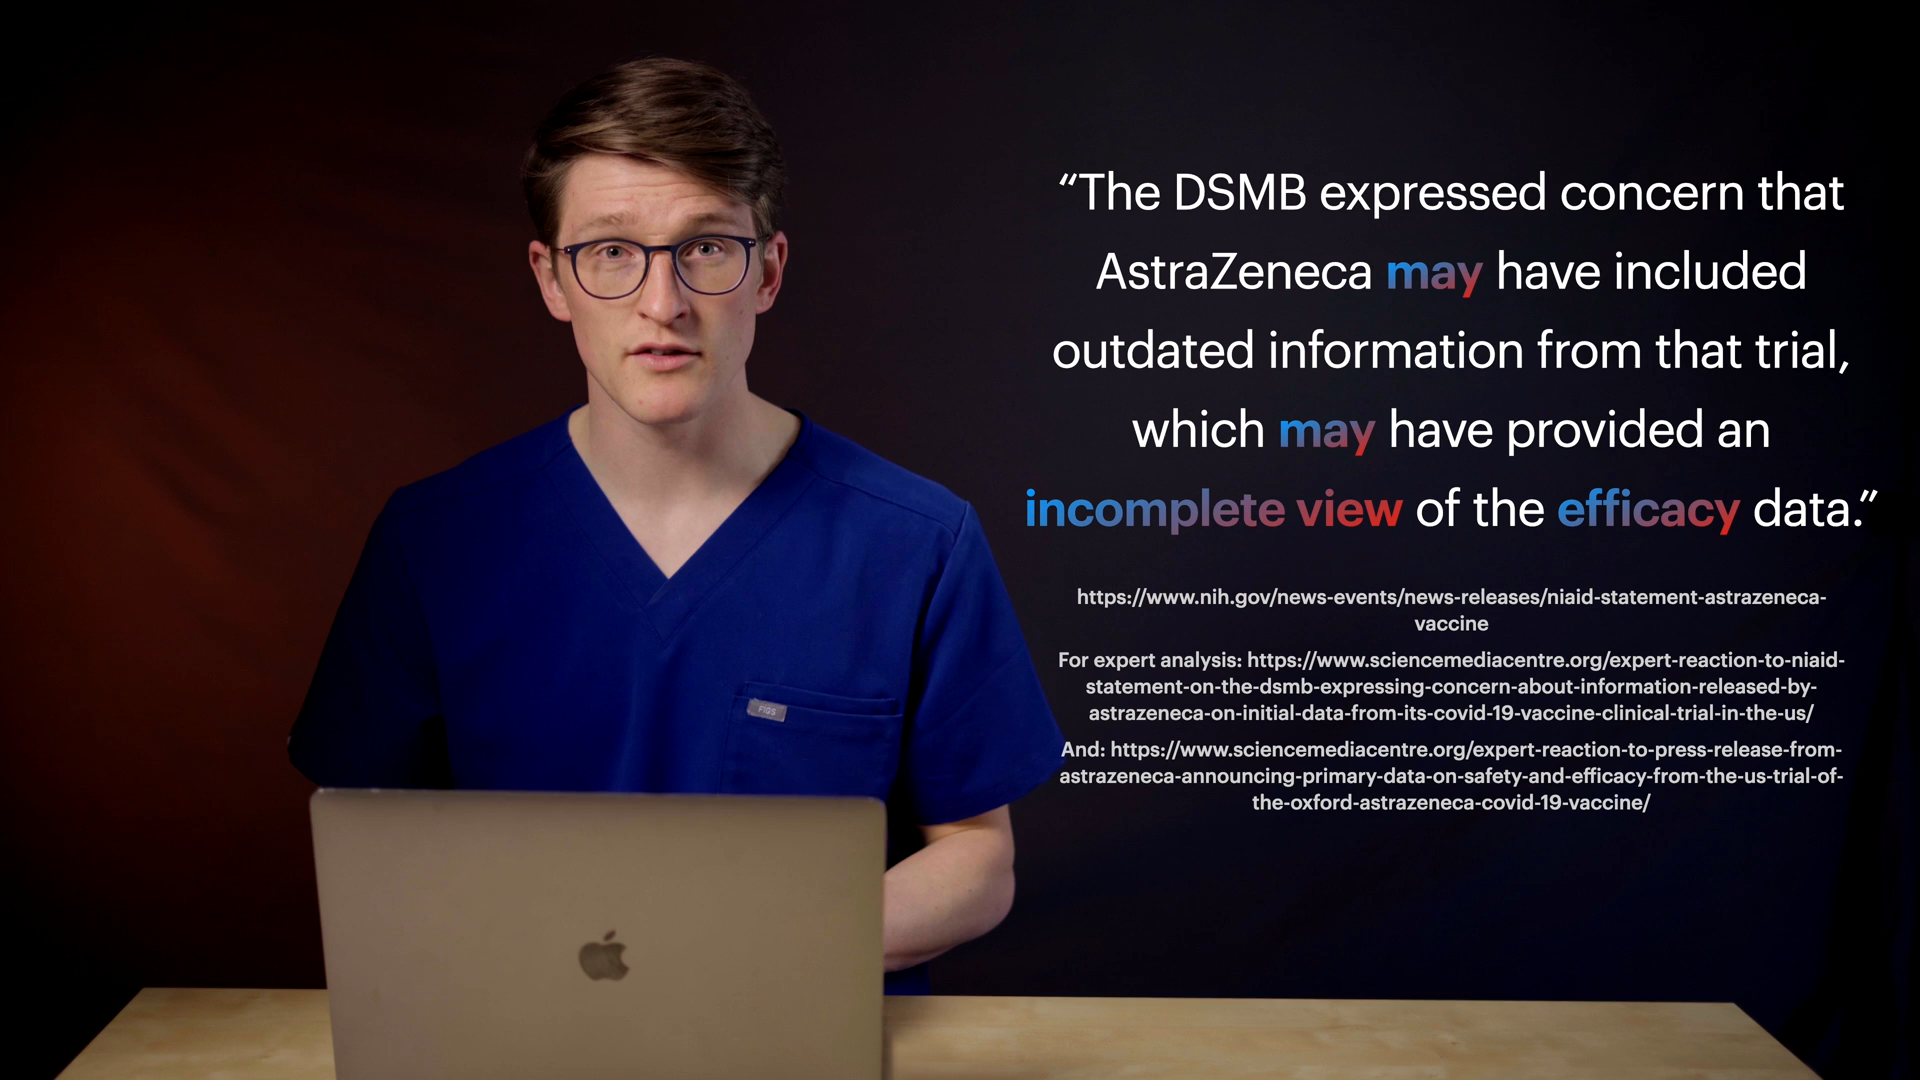 “The DSMB expressed concern that
AstraZeneca may have included
outdated information from that trial,
which may have provided an
incomplete view of the efficacy data.”
https://www.nih.gov/news-events/news-releases/niaid-statement-astrazeneca-
vaccine
For expert analysis: https://www.sciencemediacentre.org/expert-reaction-to-niaid-
statement-on-the-dsmb-expressing-concern-about-information-released-by-
astrazeneca-on-initial-data-from-its-covid-19-vaccine-clinical-trial-in-the-us/
And: https://www.sciencemediacentre.org/expert-reaction-to-press-release-from-
astrazeneca-announcing-primary-data-on-safety-and-efficacy-from-the-us-trial-of-
the-oxford-astrazeneca-covid-19-vaccine/
FIGS